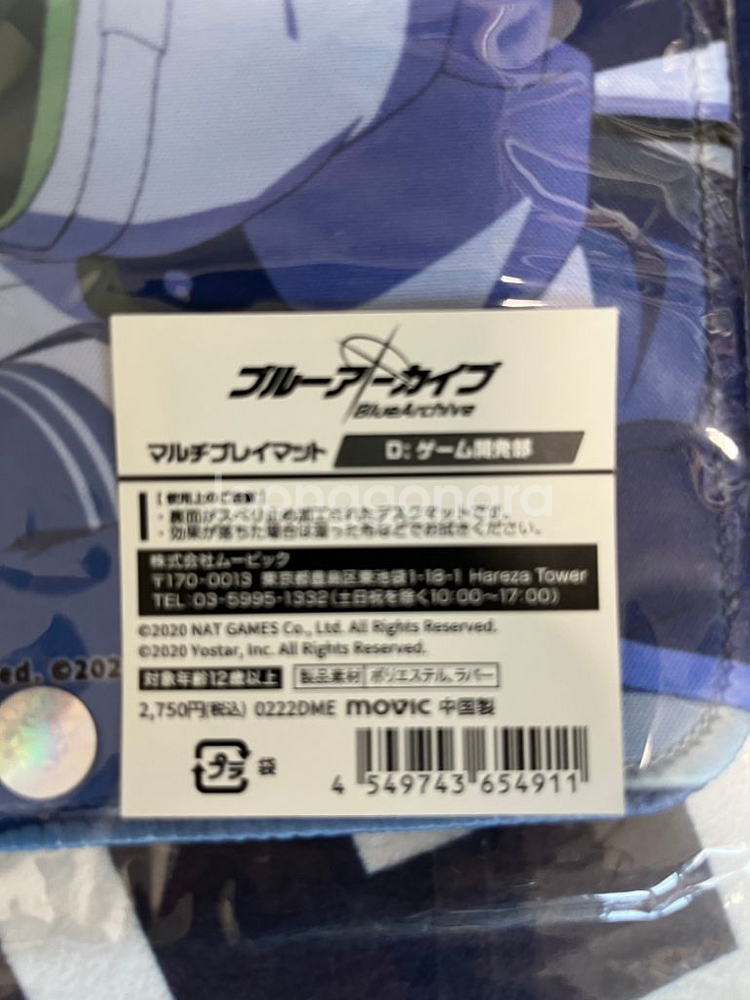 ブルーアーカイブ
BlueArchive
マルチプレイマット
D:ゲーム開発部
【使用上のご注意】
・裏面がスベリ止め加工されたデスクマットです。
・効果が落ちた場合は湿った布などでお拭きください。
株式会社ムービック
〒170-0013 東京都豊島区東池袋1-18-1 Hareza Tower
TEL:03-5995-1332(土日祝を除く10:00～17:00)
©2020 NAT GAMES Co., Ltd. All Rights Reserved.
©2020 Yostar, Inc. All Rights Reserved.
ed. ©202
対象年齢12歳以上 製品素材 ポリエステル、ラバー
2,750円(税込) 0222DME movic 中国製
プラ 袋
4 549743 654911